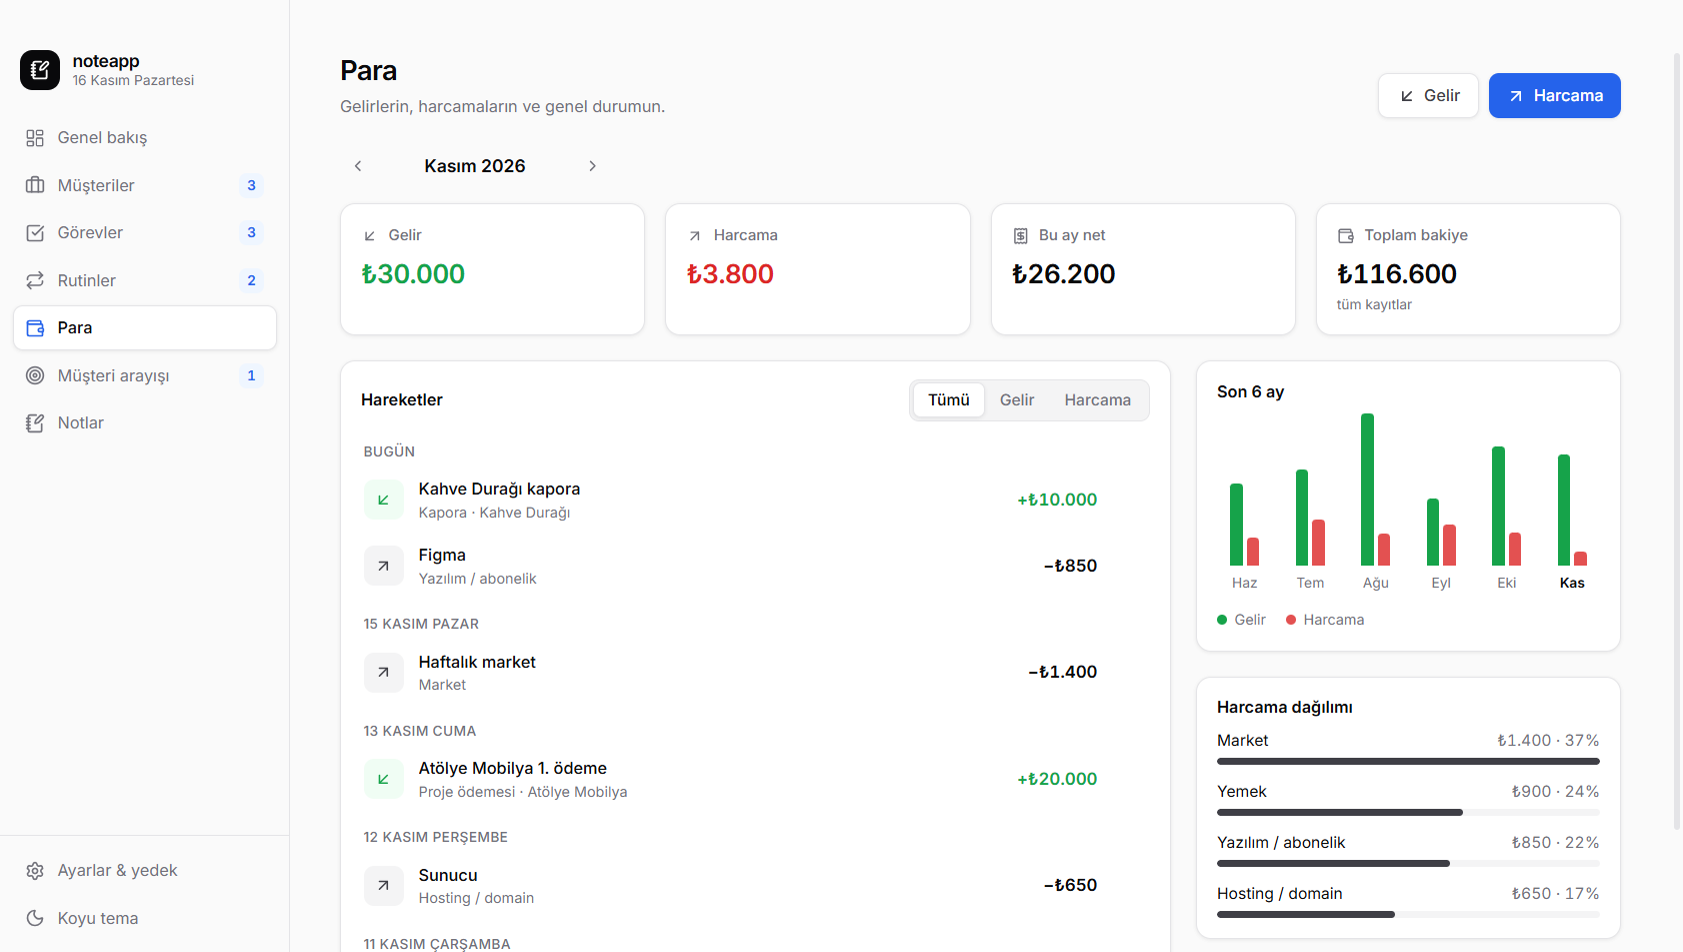 noteapp
16 Kasım Pazartesi
Genel bakış
Müşteriler 3
Görevler 3
Rutinler 2
Para
Müşteri arayışı 1
Notlar
Ayarlar & yedek
Koyu tema
Para
Gelirlerin, harcamaların ve genel durumun.
Gelir
Harcama
Kasım 2026
Gelir
₺30.000
Harcama
₺3.800
Bu ay net
₺26.200
Toplam bakiye
₺116.600
tüm kayıtlar
Hareketler
Tümü Gelir Harcama
BUGÜN
Kahve Durağı kapora
Kapora · Kahve Durağı
+₺10.000
Figma
Yazılım / abonelik
−₺850
15 KASIM PAZAR
Haftalık market
Market
−₺1.400
13 KASIM CUMA
Atölye Mobilya 1. ödeme
Proje ödemesi · Atölye Mobilya
+₺20.000
12 KASIM PERŞEMBE
Sunucu
Hosting / domain
−₺650
11 KASIM ÇARŞAMBA
Son 6 ay
Haz Tem Ağu Eyl Eki Kas
Gelir Harcama
Harcama dağılımı
Market ₺1.400 · 37%
Yemek ₺900 · 24%
Yazılım / abonelik ₺850 · 22%
Hosting / domain ₺650 · 17%